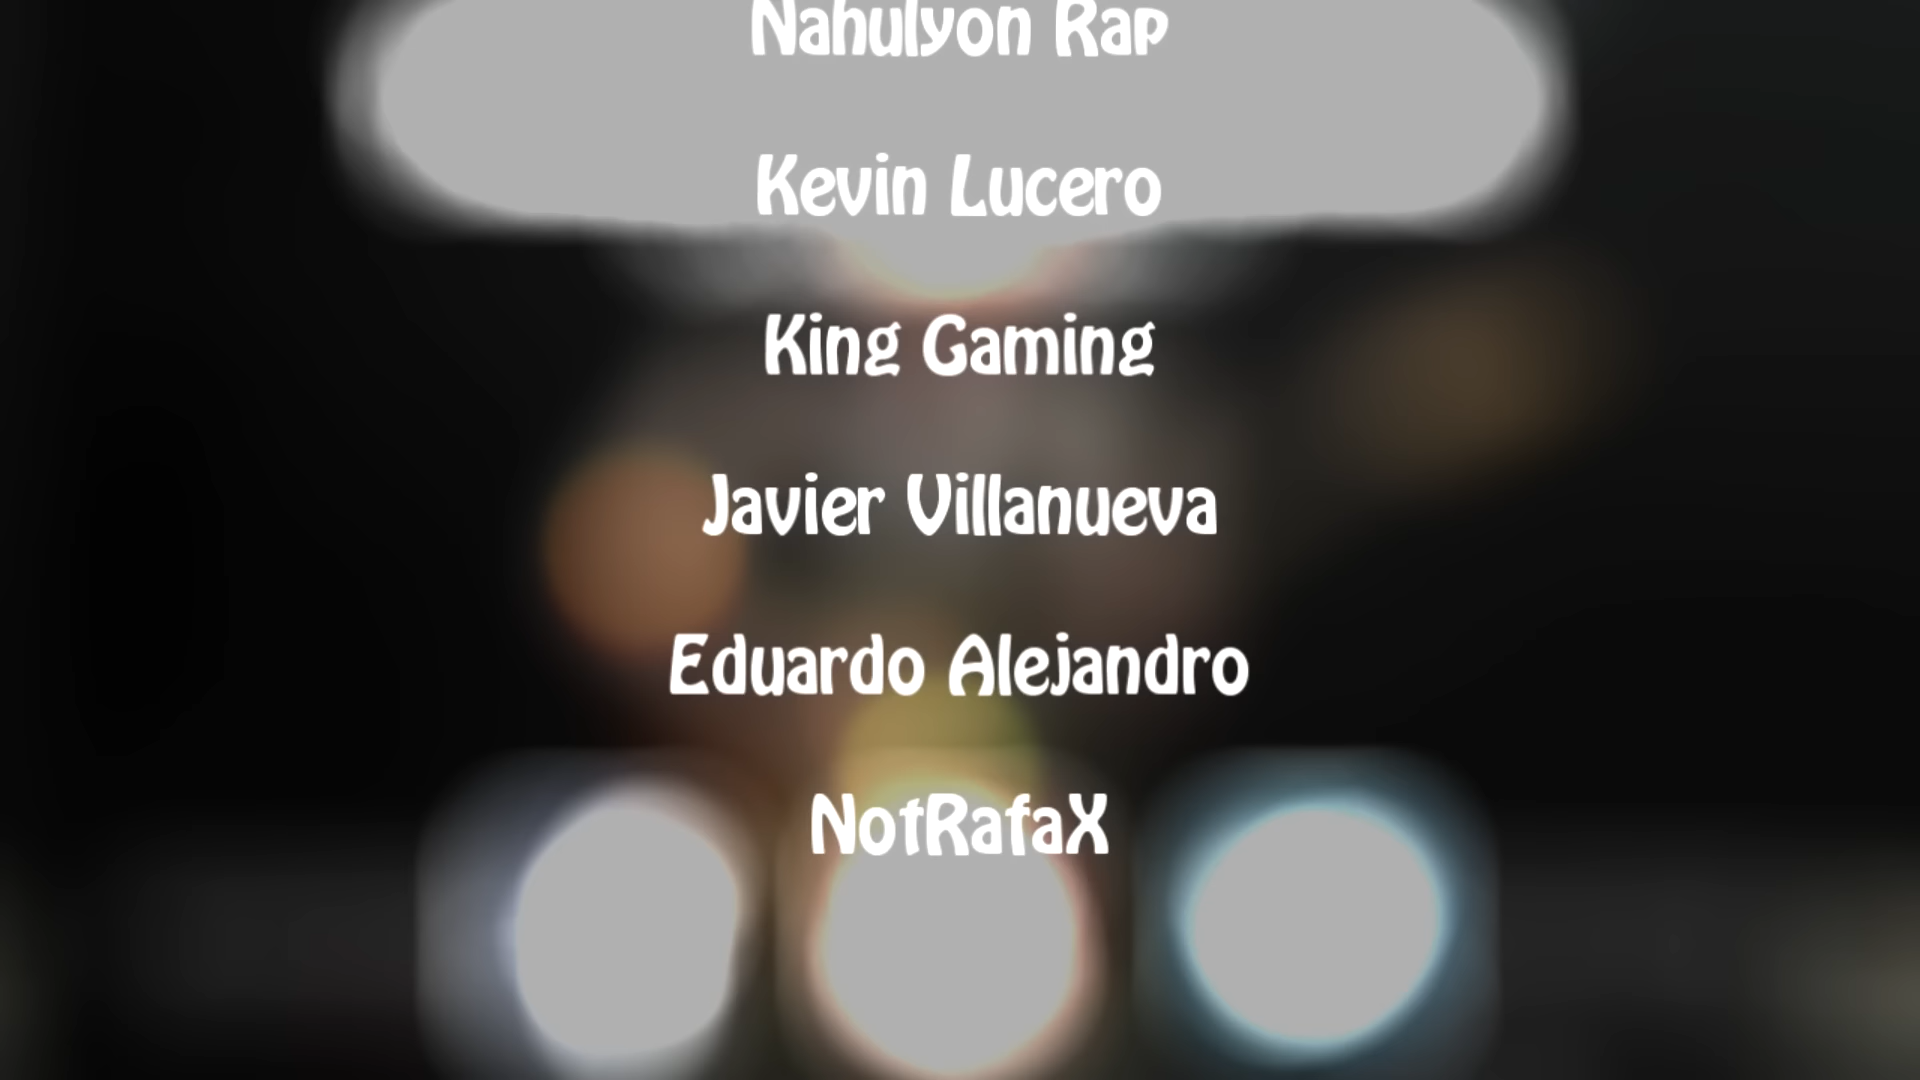 Nahulyon Rap
Kevin Lucero
King Gaming
Javier Villanueva
Eduardo Alejandro
NotRafaX